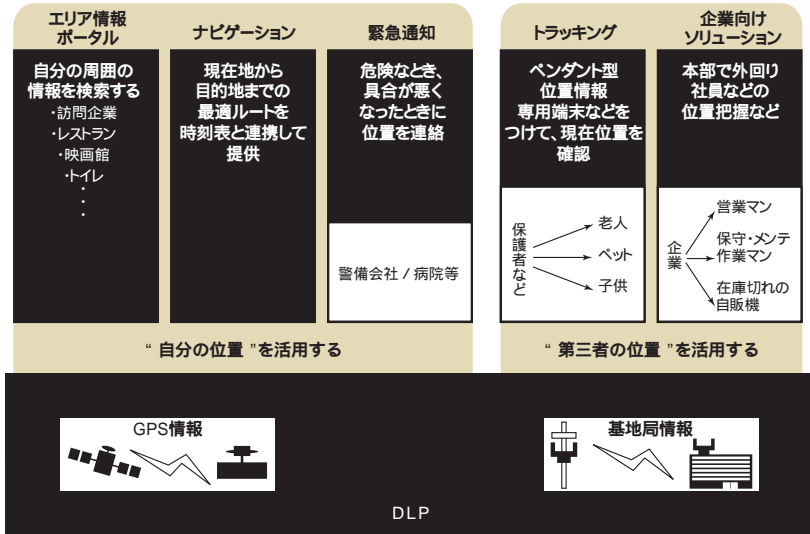 エリア情報
ポータル
自分の周囲の
情報を検索する
・訪問企業
・レストラン
・映画館
・トイレ
・
・
・
ナビゲーション
現在地から
目的地までの
最適ルートを
時刻表と連携して
提供
緊急通知
危険なとき、
具合が悪く
なったときに
位置を連絡
警備会社 / 病院等
“ 自分の位置 ”を活用する
トラッキング
ペンダント型
位置情報
専用端末などを
つけて、現在位置を
確認
保護者など
老人
ペット
子供
企業向け
ソリューション
本部で外回り
社員などの
位置把握など
企業
営業マン
保守・メンテ
作業マン
在庫切れの
自販機
“ 第三者の位置 ”を活用する
GPS情報
基地局情報
DLP